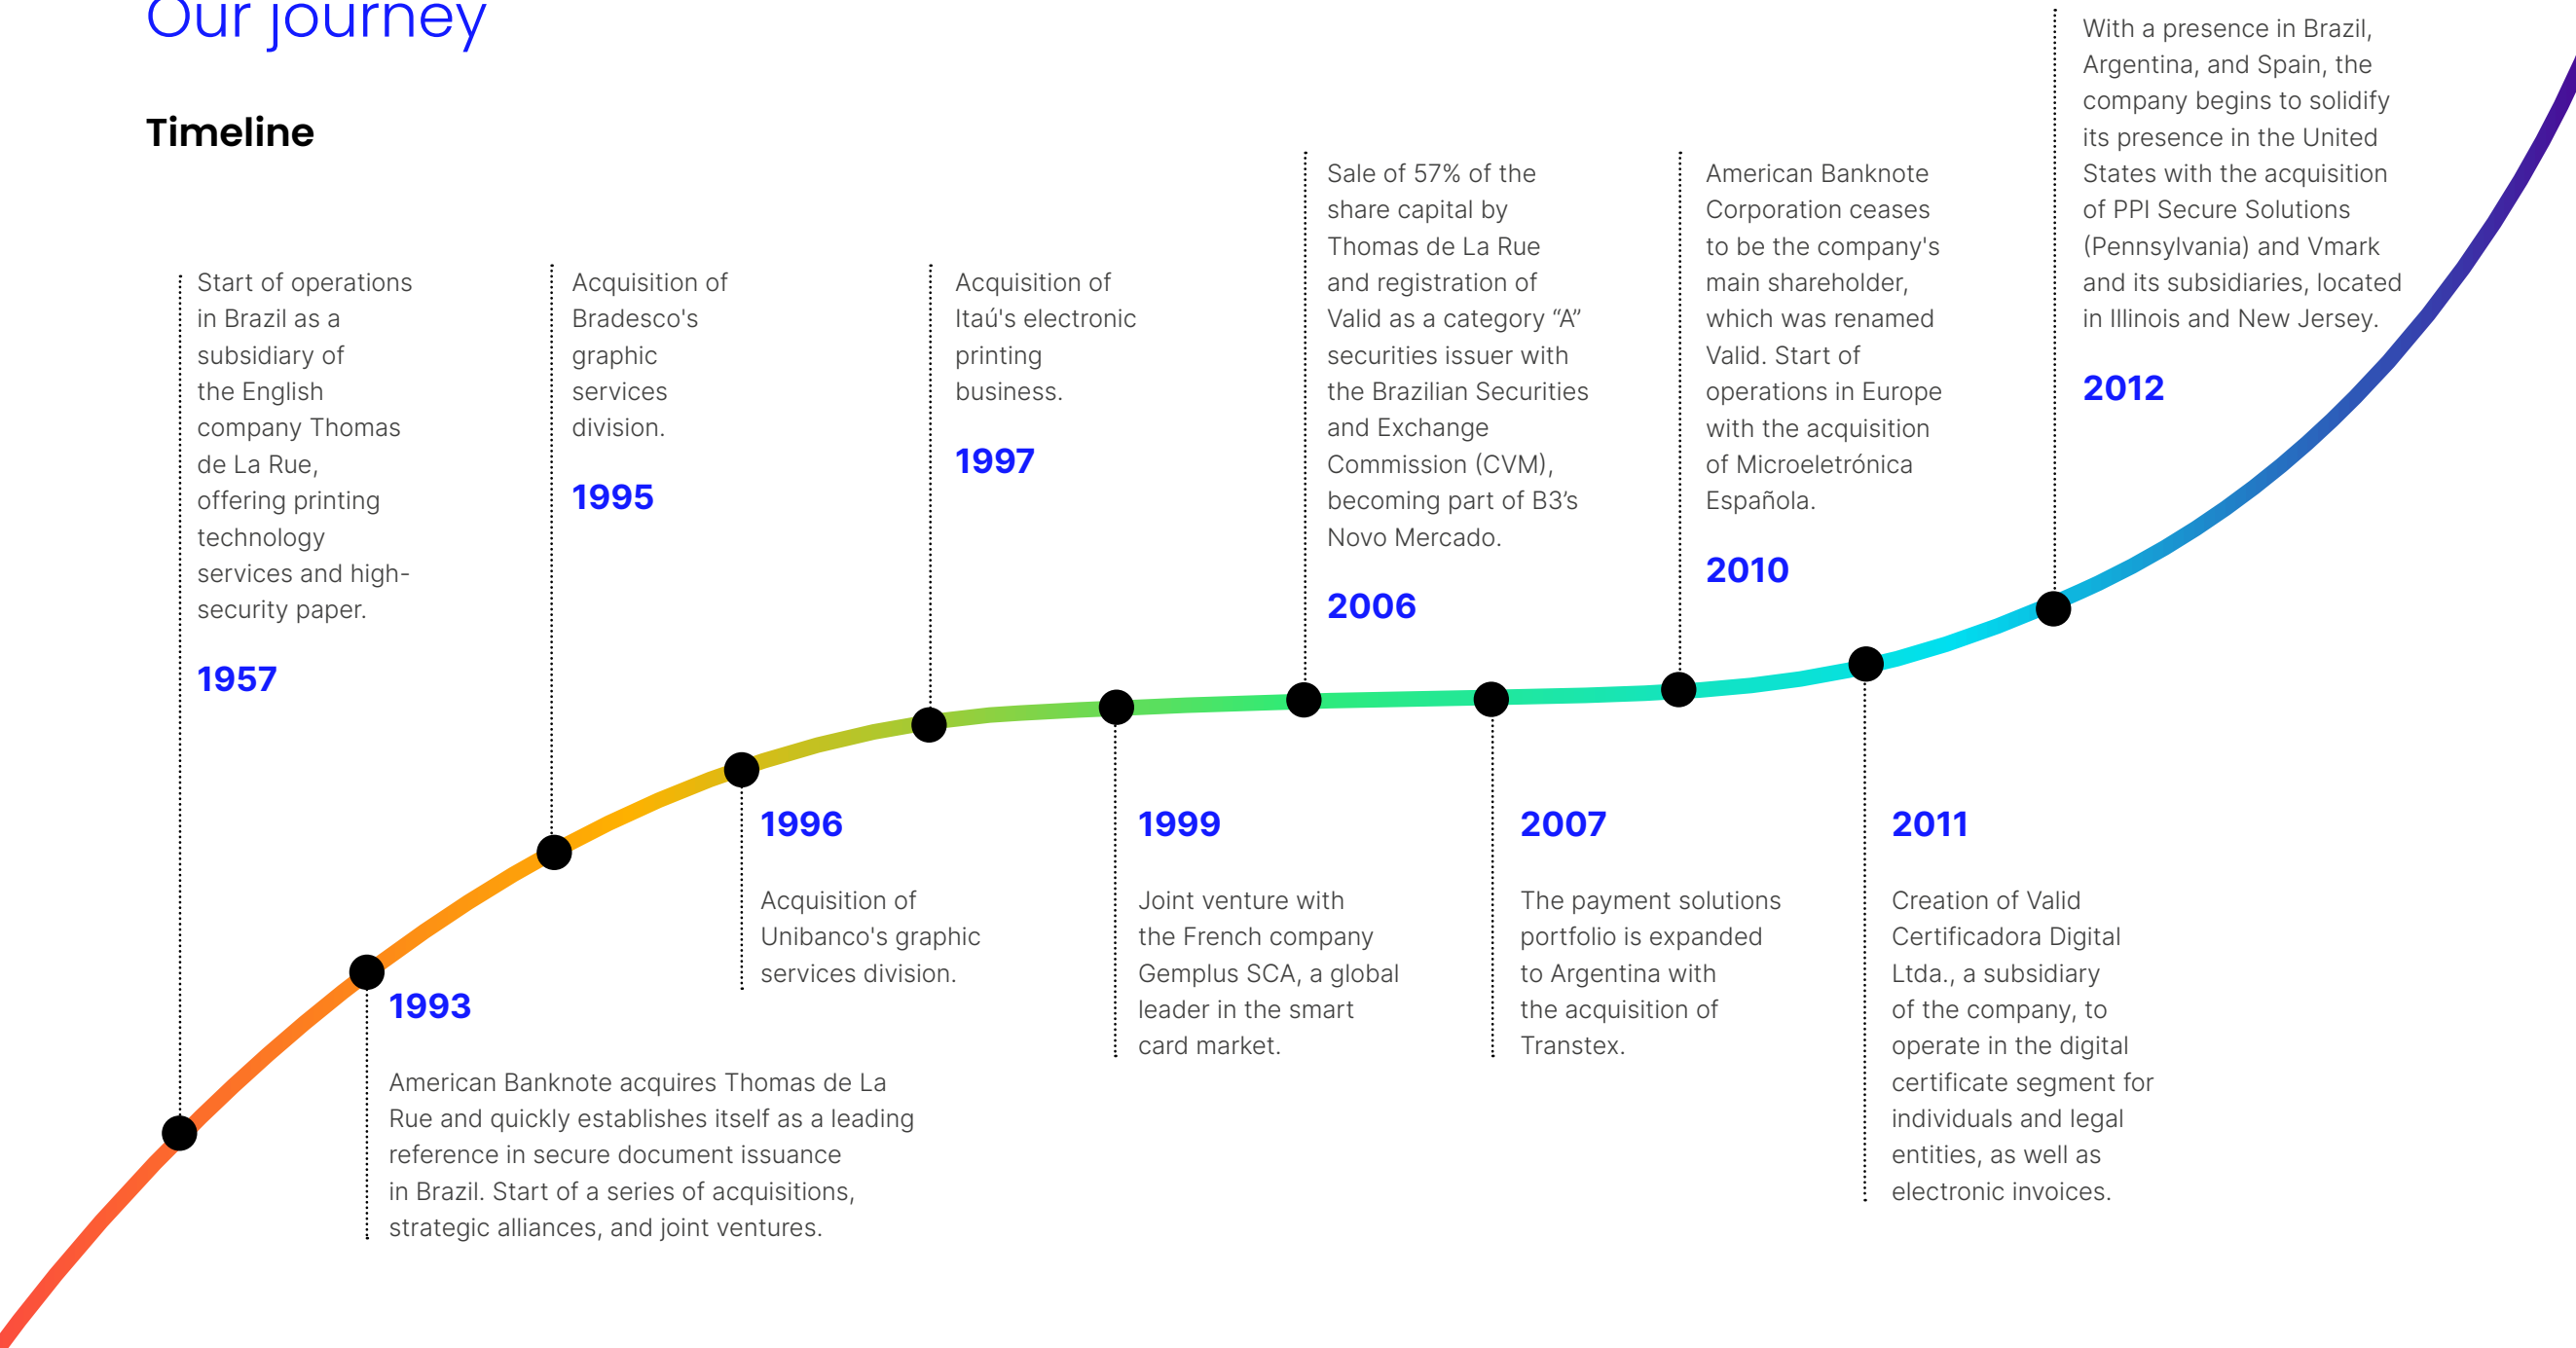 Our journey
Timeline
Start of operations
in Brazil as a
subsidiary of
the English
company Thomas
de La Rue,
offering printing
technology
services and high-
security paper.
1957
1993
American Banknote acquires Thomas de La
Rue and quickly establishes itself as a leading
reference in secure document issuance
in Brazil. Start of a series of acquisitions,
strategic alliances, and joint ventures.
Acquisition of
Bradesco's
graphic
services
division.
1995
1996
Acquisition of
Unibanco's graphic
services division.
Acquisition of
Itaú's electronic
printing
business.
1997
1999
Joint venture with
the French company
Gemplus SCA, a global
leader in the smart
card market.
Sale of 57% of the
share capital by
Thomas de La Rue
and registration of
Valid as a category “A”
securities issuer with
the Brazilian Securities
and Exchange
Commission (CVM),
becoming part of B3’s
Novo Mercado.
2006
2007
The payment solutions
portfolio is expanded
to Argentina with
the acquisition of
Transtex.
American Banknote
Corporation ceases
to be the company's
main shareholder,
which was renamed
Valid. Start of
operations in Europe
with the acquisition
of Microeletrónica
Española.
2010
2011
Creation of Valid
Certificadora Digital
Ltda., a subsidiary
of the company, to
operate in the digital
certificate segment for
individuals and legal
entities, as well as
electronic invoices.
With a presence in Brazil,
Argentina, and Spain, the
company begins to solidify
its presence in the United
States with the acquisition
of PPI Secure Solutions
(Pennsylvania) and Vmark
and its subsidiaries, located
in Illinois and New Jersey.
2012